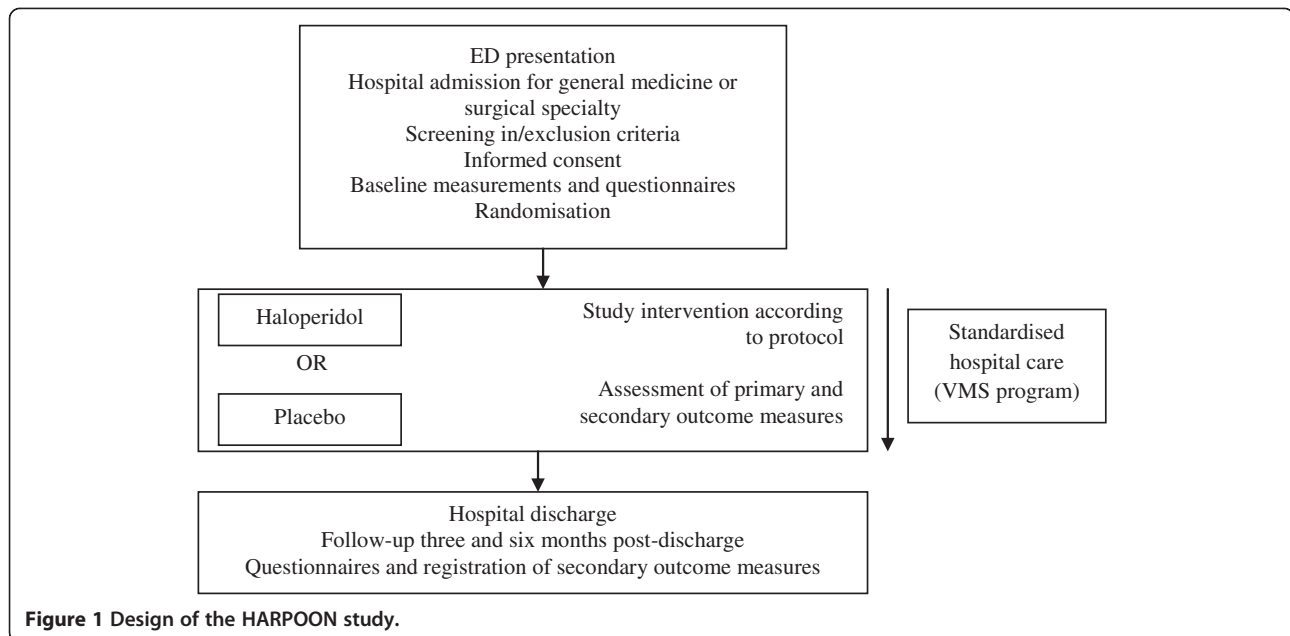 ED presentation
Hospital admission for general medicine or
surgical specialty
Screening in/exclusion criteria
Informed consent
Baseline measurements and questionnaires
Randomisation
Haloperidol
OR
Placebo
Study intervention according
to protocol
Assessment of primary and
secondary outcome measures
Standardised
hospital care
(VMS program)
Hospital discharge
Follow-up three and six months post-discharge
Questionnaires and registration of secondary outcome measures
Figure 1 Design of the HARPOON study.